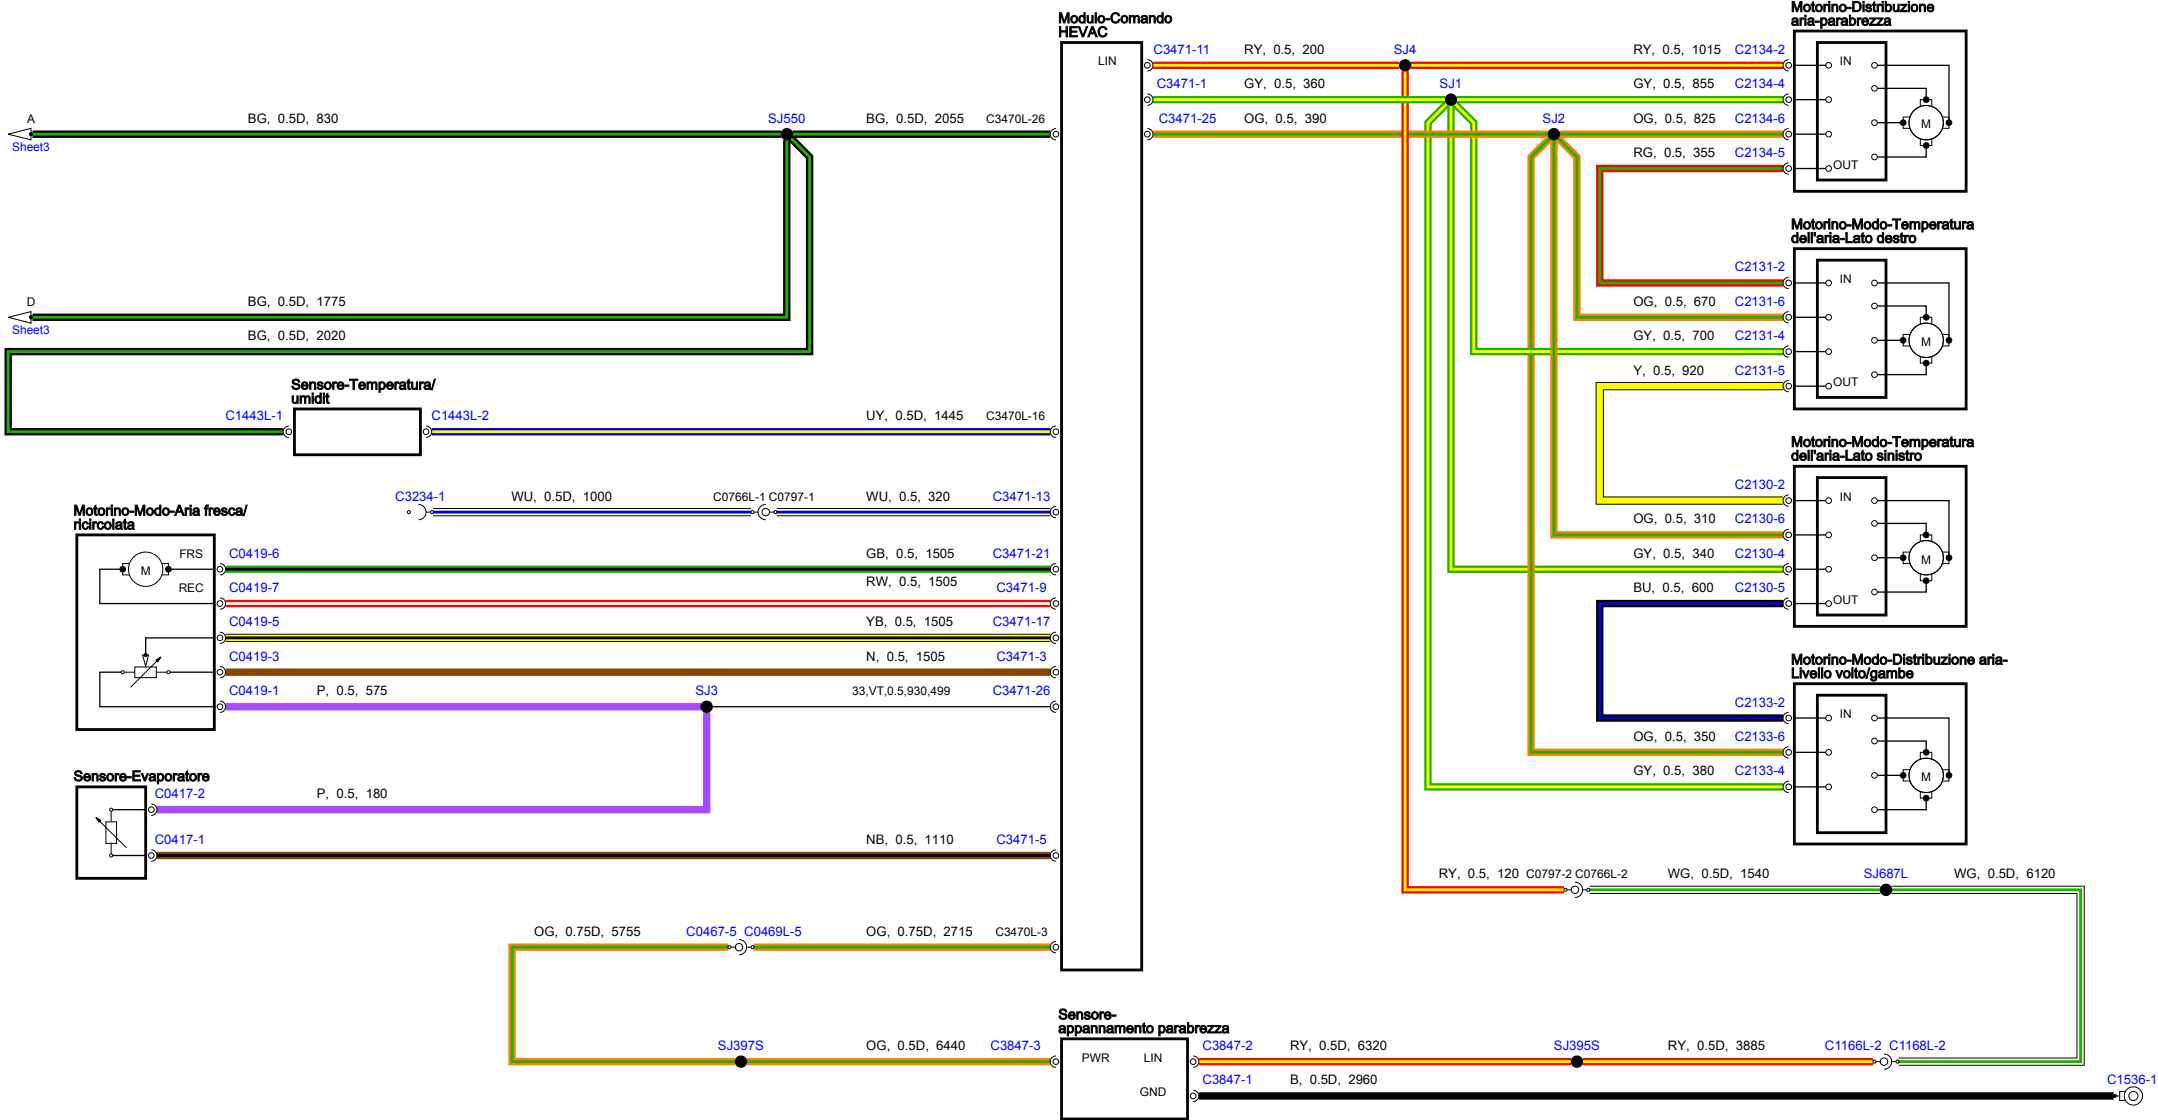 Modulo-Comando
HEVAC
LIN
Motorino-Distribuzione
aria-parabrezza
C3471-11 RY, 0.5, 200 SJ4 RY, 0.5, 1015 C2134-2 IN
C3471-1 GY, 0.5, 360 SJ1 GY, 0.5, 855 C2134-4
A BG, 0.5D, 830 SJ550 BG, 0.5D, 2055 C3470L-26
Sheet3
C3471-25 OG, 0.5, 390 SJ2 OG, 0.5, 825 C2134-6 M
RG, 0.5, 355 C2134-5 OUT
Motorino-Modo-Temperatura
dell'aria-Lato destro
C2131-2 IN
D BG, 0.5D, 1775
Sheet3
OG, 0.5, 670 C2131-6
BG, 0.5D, 2020
GY, 0.5, 700 C2131-4 M
Y, 0.5, 920 C2131-5 OUT
Sensore-Temperatura/
umidit
C1443L-1 C1443L-2 UY, 0.5D, 1445 C3470L-16
Motorino-Modo-Temperatura
dell'aria-Lato sinistro
C2130-2 IN
C3234-1 WU, 0.5D, 1000 C0766L-1 C0797-1 WU, 0.5, 320 C3471-13
OG, 0.5, 310 C2130-6
GY, 0.5, 340 C2130-4 M
BU, 0.5, 600 C2130-5 OUT
Motorino-Modo-Aria fresca/
ricircolata
M FRS C0419-6 GB, 0.5, 1505 C3471-21
REC C0419-7 RW, 0.5, 1505 C3471-9
C0419-5 YB, 0.5, 1505 C3471-17
C0419-3 N, 0.5, 1505 C3471-3
C0419-1 P, 0.5, 575 SJ3 33,VT,0.5,930,499 C3471-26
Motorino-Modo-Distribuzione aria-
Livello volto/gambe
C2133-2 IN
OG, 0.5, 350 C2133-6
GY, 0.5, 380 C2133-4 M
Sensore-Evaporatore
C0417-2 P, 0.5, 180
C0417-1 NB, 0.5, 1110 C3471-5
RY, 0.5, 120 C0797-2 C0766L-2 WG, 0.5D, 1540 SJ687L WG, 0.5D, 6120
OG, 0.75D, 5755 C0467-5 C0469L-5 OG, 0.75D, 2715 C3470L-3
Sensore-
appannamento parabrezza
SJ397S OG, 0.5D, 6440 C3847-3 PWR LIN C3847-2 RY, 0.5D, 6320 SJ395S RY, 0.5D, 3885 C1166L-2 C1168L-2
GND C3847-1 B, 0.5D, 2960 C1536-1